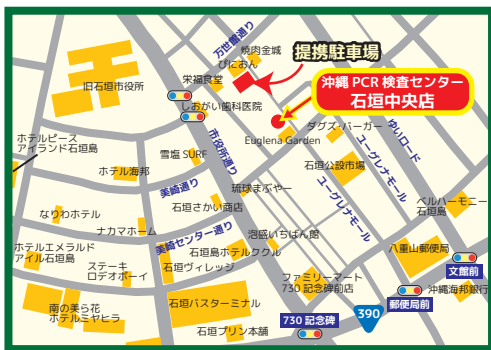 万世館通り
焼肉金城
ぴにおん
提携駐車場
旧石垣市役所
栄福食堂
沖縄 PCR 検査センター
石垣中央店
しおがい歯科医院
ダグズ・バーガー
ゆいロード
ユーグレナモール
Euglena Garden
市役所通り
ホテルピース
アイランド石垣島
雪塩 SURF
石垣公設市場
ホテル海邦
美崎通り
琉球まぶやー
ユーグレナモール
ベルハーモニー
石垣島
石垣さかい商店
なりわホテル
ナカマホーム
美崎センター通り
泡盛いちばん館
ホテルエメラルド
アイル石垣島
石垣島ホテルククル
八重山郵便局
文館前
ステーキ
ロデオボーイ
石垣ヴィレッジ
ファミリーマート
730 記念碑前店
沖縄海邦銀行
南の美ら花
ホテルミヤヒラ
石垣バスターミナル
郵便局前
390
730 記念碑
石垣プリン本舗